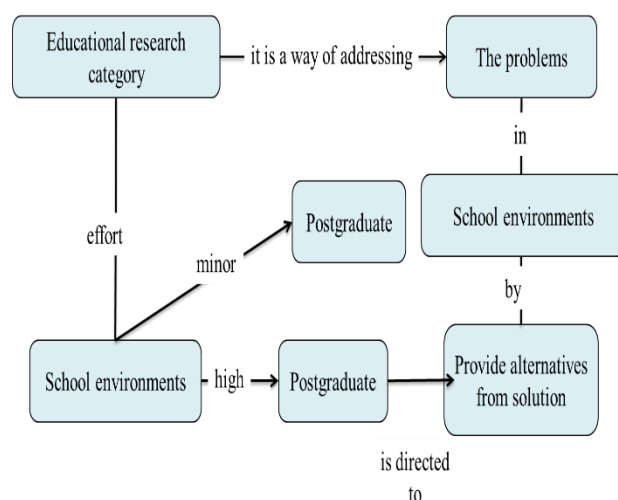 Educational research
category
it is a way of addressing
The problems
in
Postgraduate
School environments
effort
minor
by
School environments
high
Postgraduate
Provide alternatives
from solution
is directed
to